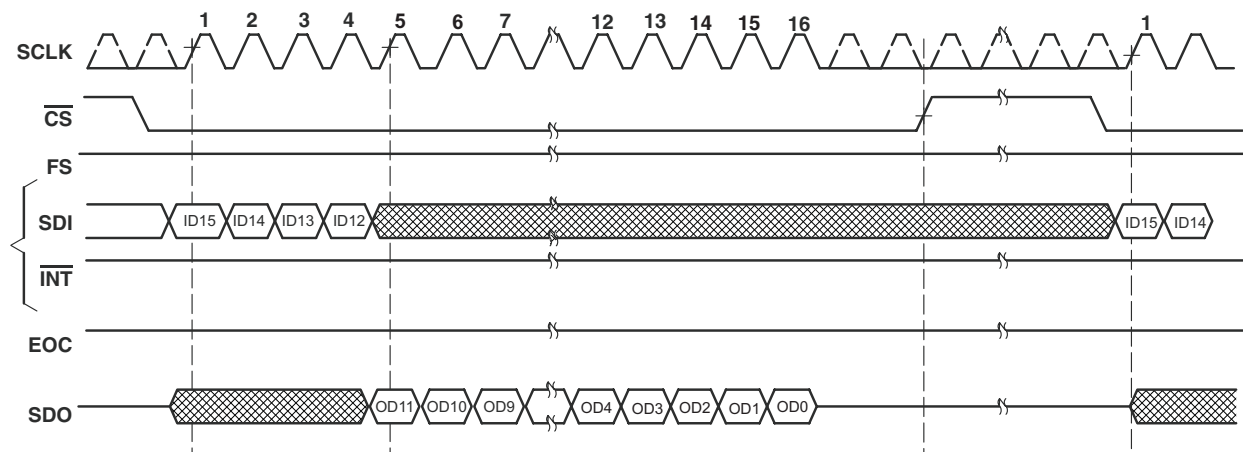 1 2 3 4 5 6 7 12 13 14 15 16 1
SCLK
CS
FS
SDI ID15 ID14 ID13 ID12 ID15 ID14
INT
EOC
SDO OD11 OD10 OD9 OD4 OD3 OD2 OD1 OD0